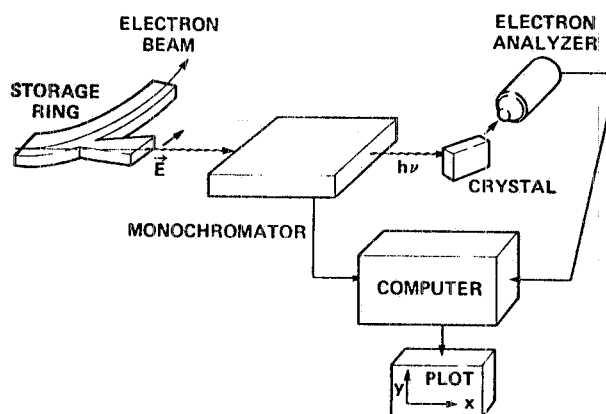 ELECTRON
BEAM
STORAGE
RING
E
MONOCHROMATOR
hν
CRYSTAL
ELECTRON
ANALYZER
COMPUTER
PLOT
y
x